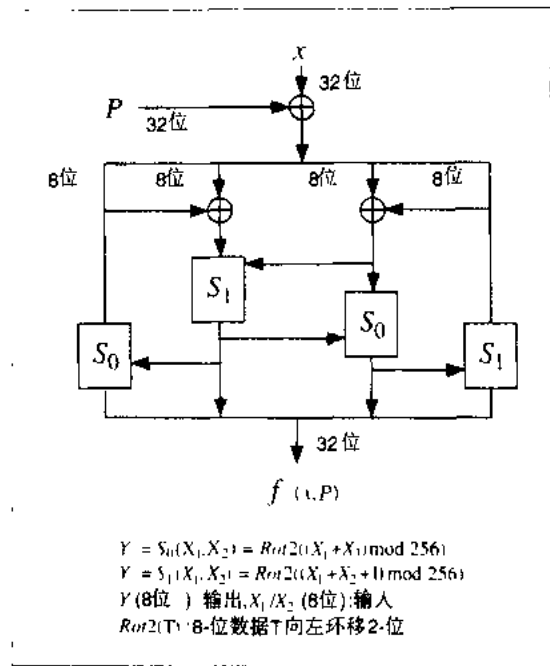 x
32位
P
32位
8位 8位 8位 8位
S₁
S₀
S₀
S₁
32位
f (x,P)
Y = S₀(X₁,X₂) = Rot2((X₁+X₂) mod 256)
Y = S₁(X₁,X₂) = Rot2((X₁+X₂+1) mod 256)
Y(8位 ) 输出,X₁/X₂ (8位):输入
Rot2(T):8-位数据T向左环移2-位